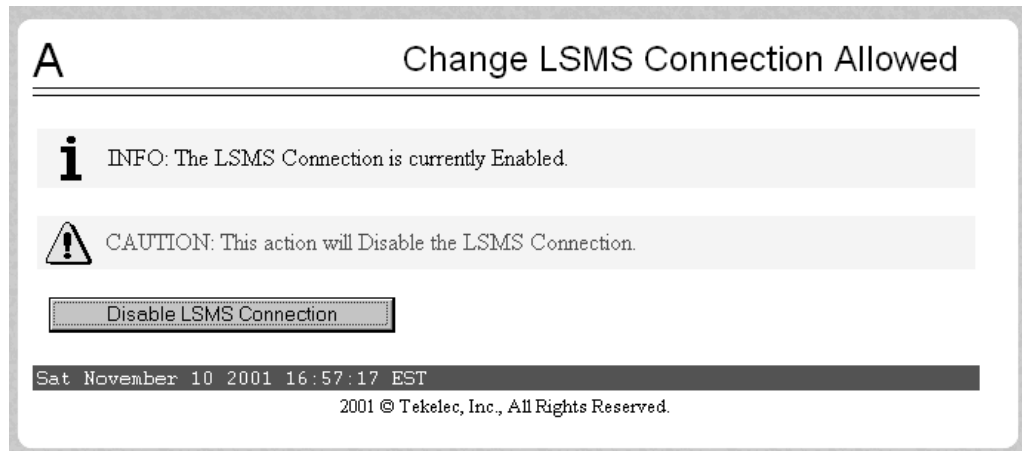 A
Change LSMS Connection Allowed
i
INFO: The LSMS Connection is currently Enabled.
CAUTION: This action will Disable the LSMS Connection.
Disable LSMS Connection
Sat November 10 2001 16:57:17 EST
2001 © Tekelec, Inc., All Rights Reserved.